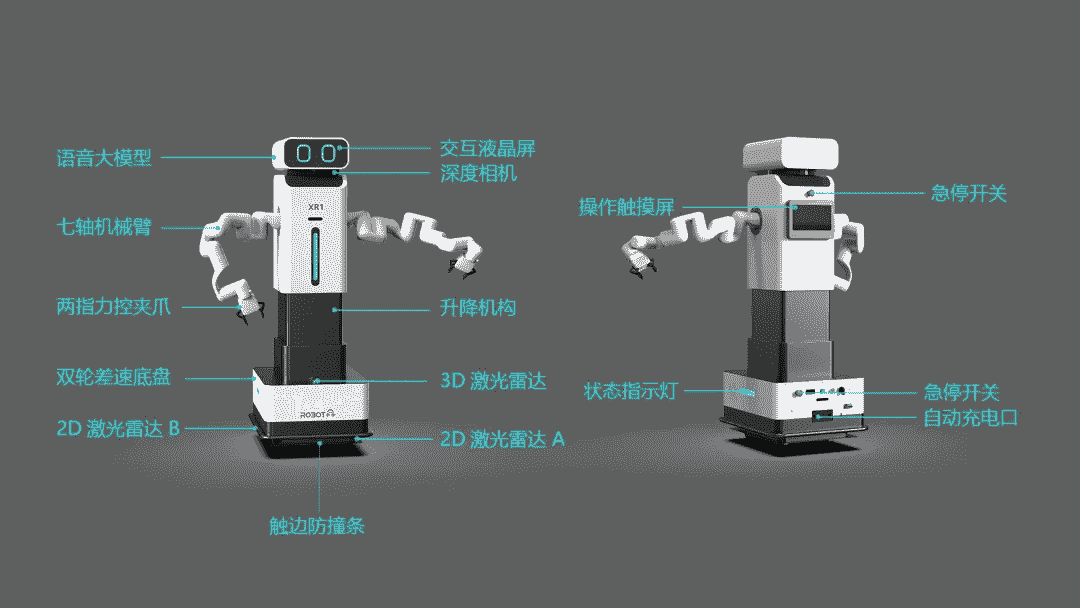 语音大模型
交互液晶屏
深度相机
XR1
七轴机械臂
两指力控夹爪
升降机构
双轮差速底盘
3D 激光雷达
ROBOT
2D 激光雷达 B
2D 激光雷达 A
触边防撞条
急停开关
操作触摸屏
状态指示灯
急停开关
自动充电口